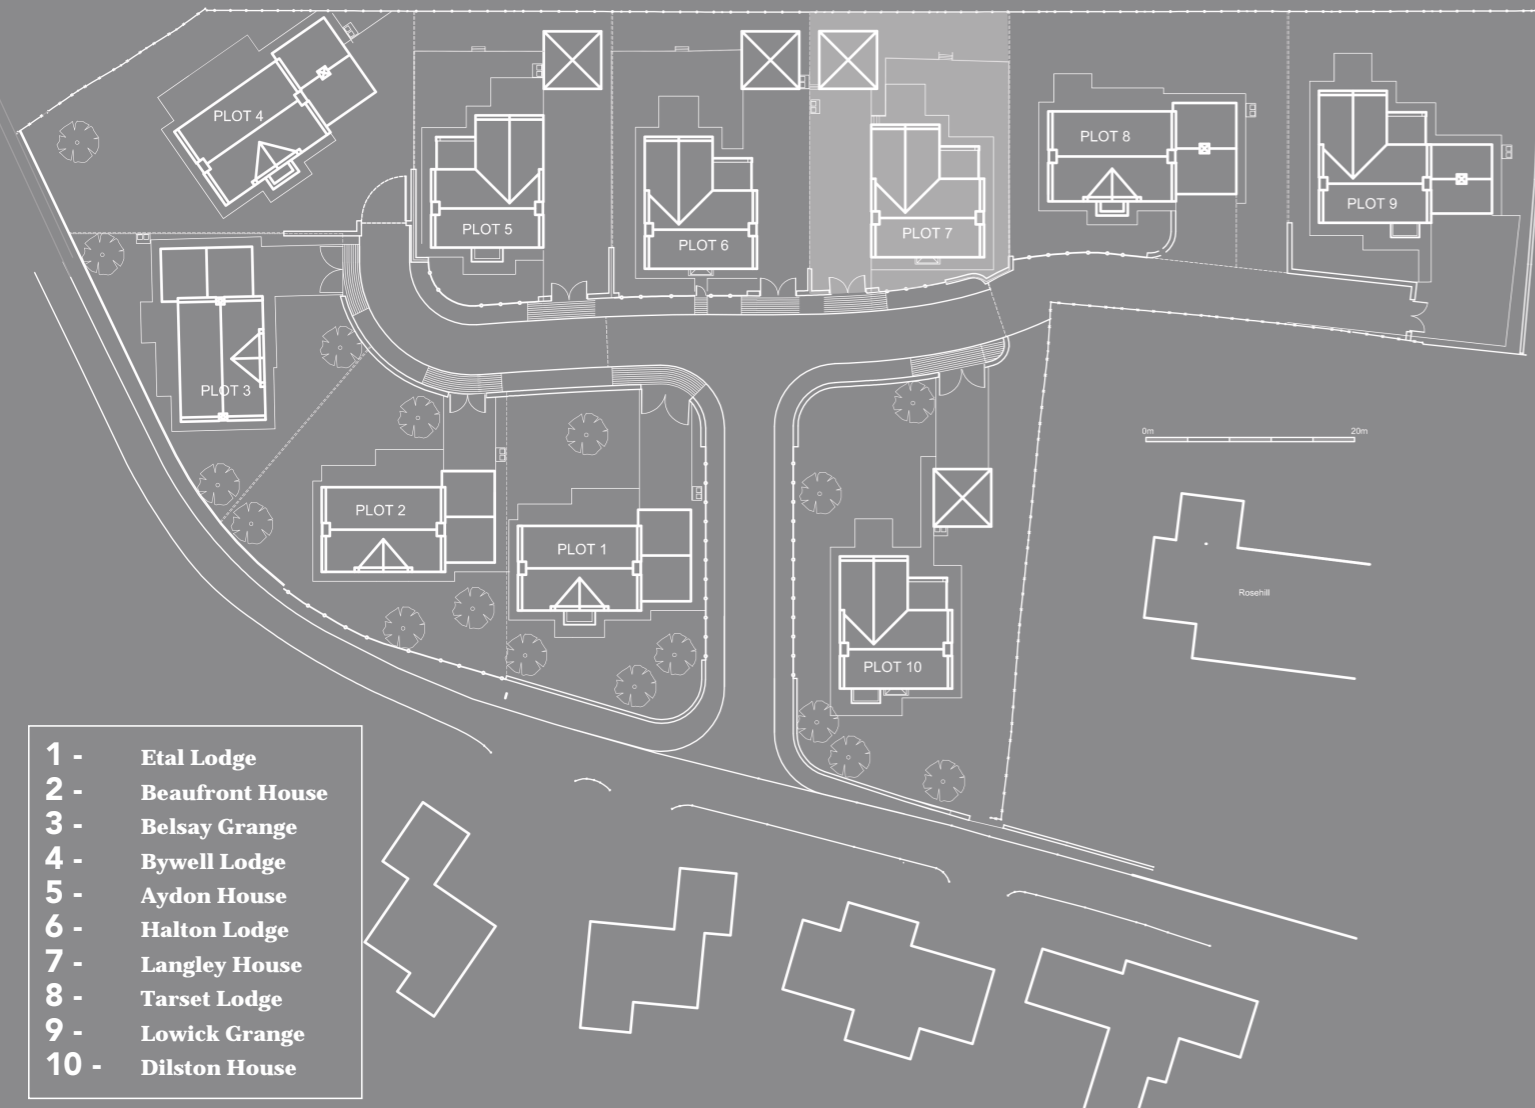 PLOT 4
PLOT 5
PLOT 6
PLOT 7
PLOT 8
PLOT 9
PLOT 3
PLOT 2
PLOT 1
PLOT 10
0m 20m
Rosehill
1 - Etal Lodge
2 - Beaufront House
3 - Belsay Grange
4 - Bywell Lodge
5 - Aydon House
6 - Halton Lodge
7 - Langley House
8 - Tarset Lodge
9 - Lowick Grange
10 - Dilston House